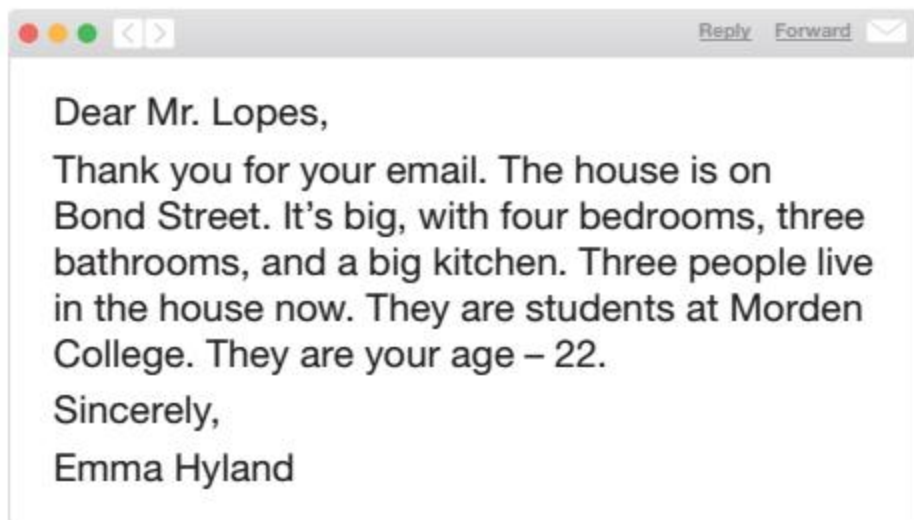 Reply Forward
Dear Mr. Lopes,
Thank you for your email. The house is on
Bond Street. It's big, with four bedrooms, three
bathrooms, and a big kitchen. Three people live
in the house now. They are students at Morden
College. They are your age – 22.
Sincerely,
Emma Hyland